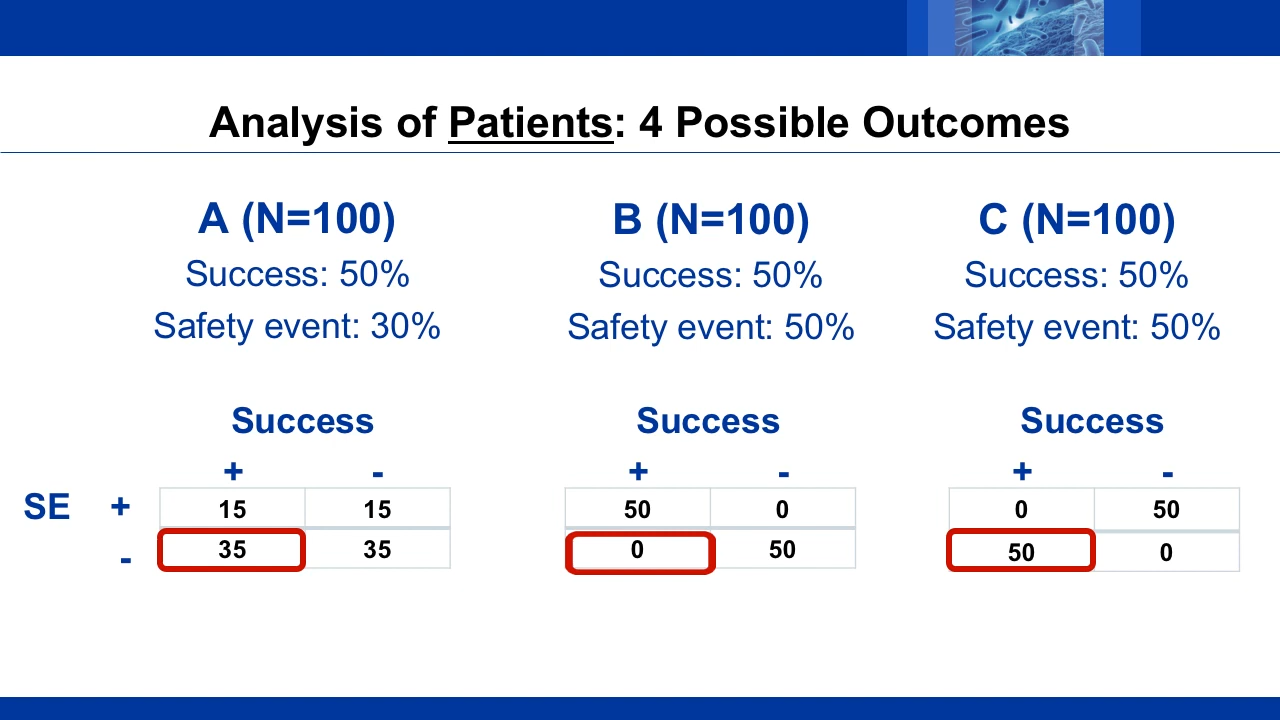 Analysis of Patients: 4 Possible Outcomes
A (N=100) B (N=100) C (N=100)
Success: 50% Success: 50% Success: 50%
Safety event: 30% Safety event: 50% Safety event: 50%
Success Success Success
+ - + - + -
SE + 15 15 50 0 0 50
- 35 35 0 50 50 0